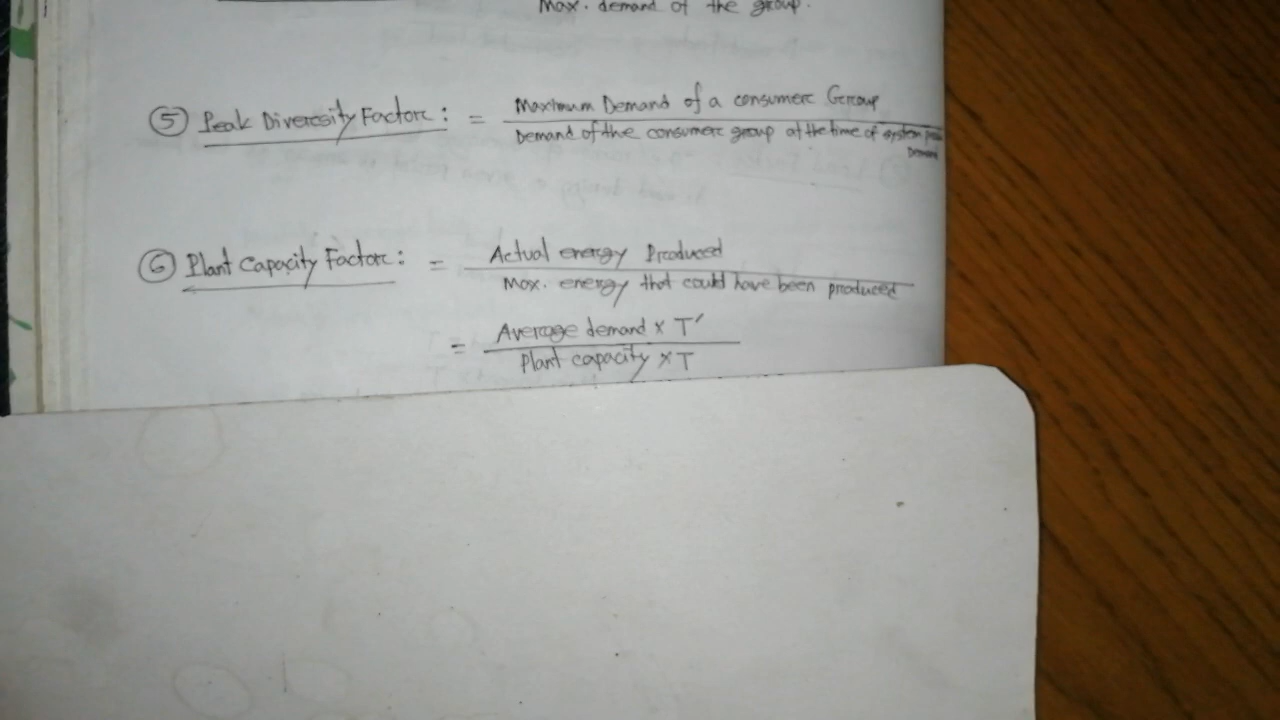 Max. demand of the group.
⑤ Peak Diversity Factor: = Maximum Demand of a consumer Group
Demand of the consumer group at the time of system peak
Demand
⑥ Plant Capacity Factor: = Actual energy Produced
Max. energy that could have been produced
= Average demand × T'
Plant capacity × T